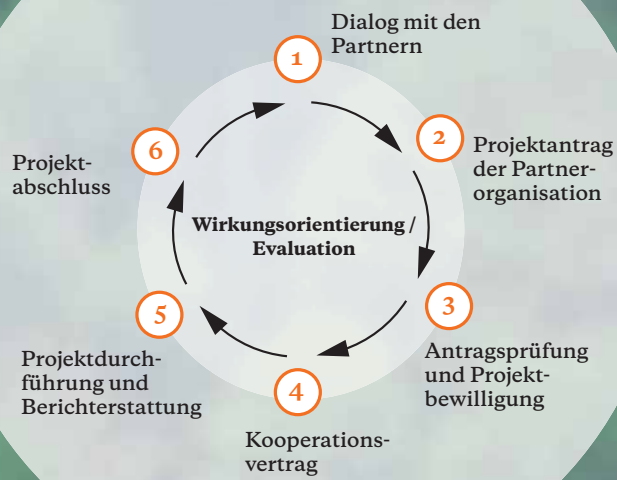 1
Dialog mit den
Partnern
2
Projektantrag
der Partner-
organisation
3
Antragsprüfung
und Projekt-
bewilligung
4
Kooperations-
vertrag
5
Projektdurch-
führung und
Berichterstattung
6
Projekt-
abschluss
Wirkungsorientierung /
Evaluation